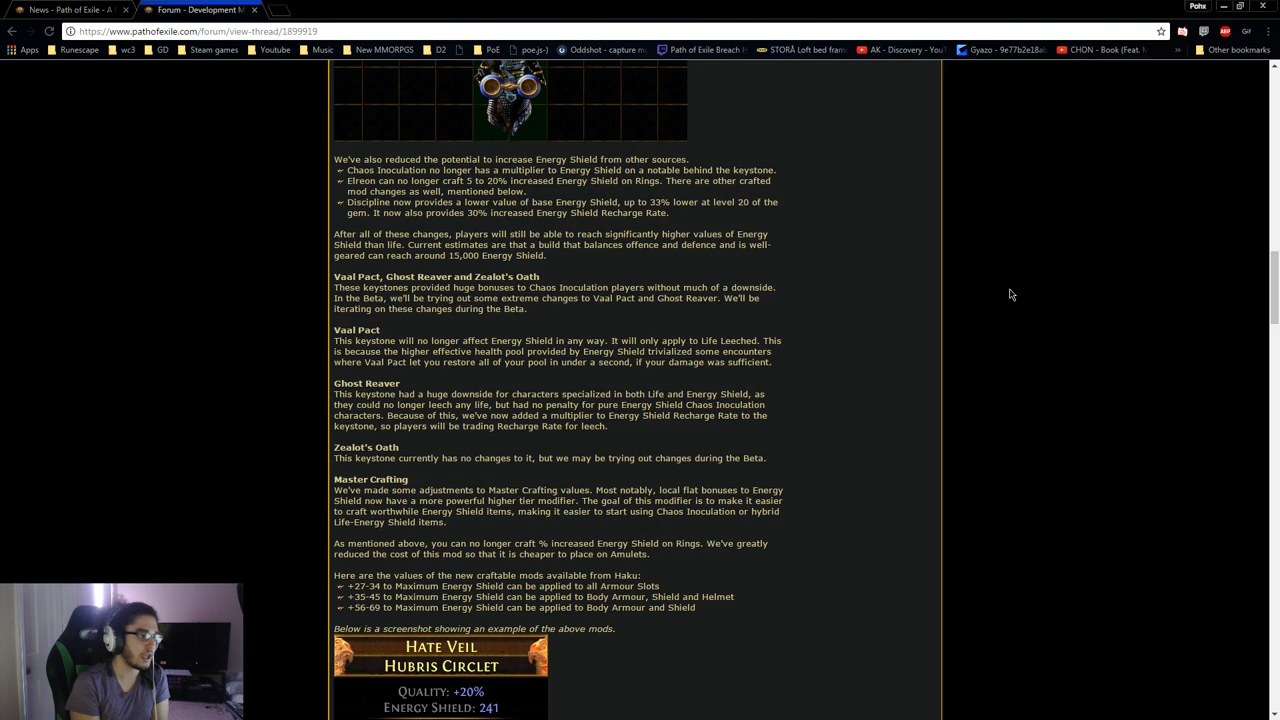 News - Path of Exile - A
Forum - Development M
Pohx
https://www.pathofexile.com/forum/view-thread/1899919
Apps Runescape wc3 GD Steam games Youtube Music New MMORPGS D2 PoE poe.js-) Oddshot - capture m Path of Exile Breach H STORÅ Loft bed fram AK - Discovery - YouT Gyazo - 9e77b2e18ab CHON - Book (Feat. M » Other bookmarks
We've also reduced the potential to increase Energy Shield from other sources.
Chaos Inoculation no longer has a multiplier to Energy Shield on a notable behind the keystone.
Elreon can no longer craft 5 to 20% increased Energy Shield on Rings. There are other crafted
mod changes as well, mentioned below.
Discipline now provides a lower value of base Energy Shield, up to 33% lower at level 20 of the
gem. It now also provides 30% increased Energy Shield Recharge Rate.
After all of these changes, players will still be able to reach significantly higher values of Energy
Shield than life. Current estimates are that a build that balances offence and defence and is well-
geared can reach around 15,000 Energy Shield.
Vaal Pact, Ghost Reaver and Zealot's Oath
These keystones provided huge bonuses to Chaos Inoculation players without much of a downside.
In the Beta, we'll be trying out some extreme changes to Vaal Pact and Ghost Reaver. We'll be
iterating on these changes during the Beta.
Vaal Pact
This keystone will no longer affect Energy Shield in any way. It will only apply to Life Leeched. This
is because the higher effective health pool provided by Energy Shield trivialized some encounters
where Vaal Pact let you restore all of your pool in under a second, if your damage was sufficient.
Ghost Reaver
This keystone had a huge downside for characters specialized in both Life and Energy Shield, as
they could no longer leech any life, but had no penalty for pure Energy Shield Chaos Inoculation
characters. Because of this, we've now added a multiplier to Energy Shield Recharge Rate to the
keystone, so players will be trading Recharge Rate for leech.
Zealot's Oath
This keystone currently has no changes to it, but we may be trying out changes during the Beta.
Master Crafting
We've made some adjustments to Master Crafting values. Most notably, local flat bonuses to Energy
Shield now have a more powerful higher tier modifier. The goal of this modifier is to make it easier
to craft worthwhile Energy Shield items, making it easier to start using Chaos Inoculation or hybrid
Life-Energy Shield items.
As mentioned above, you can no longer craft % increased Energy Shield on Rings. We've greatly
reduced the cost of this mod so that it is cheaper to place on Amulets.
Here are the values of the new craftable mods available from Haku:
+27-34 to Maximum Energy Shield can be applied to all Armour Slots
+35-45 to Maximum Energy Shield can be applied to Body Armour, Shield and Helmet
+56-69 to Maximum Energy Shield can be applied to Body Armour and Shield
Below is a screenshot showing an example of the above mods.
HATE VEIL
HUBRIS CIRCLET
QUALITY: +20%
ENERGY SHIELD: 241